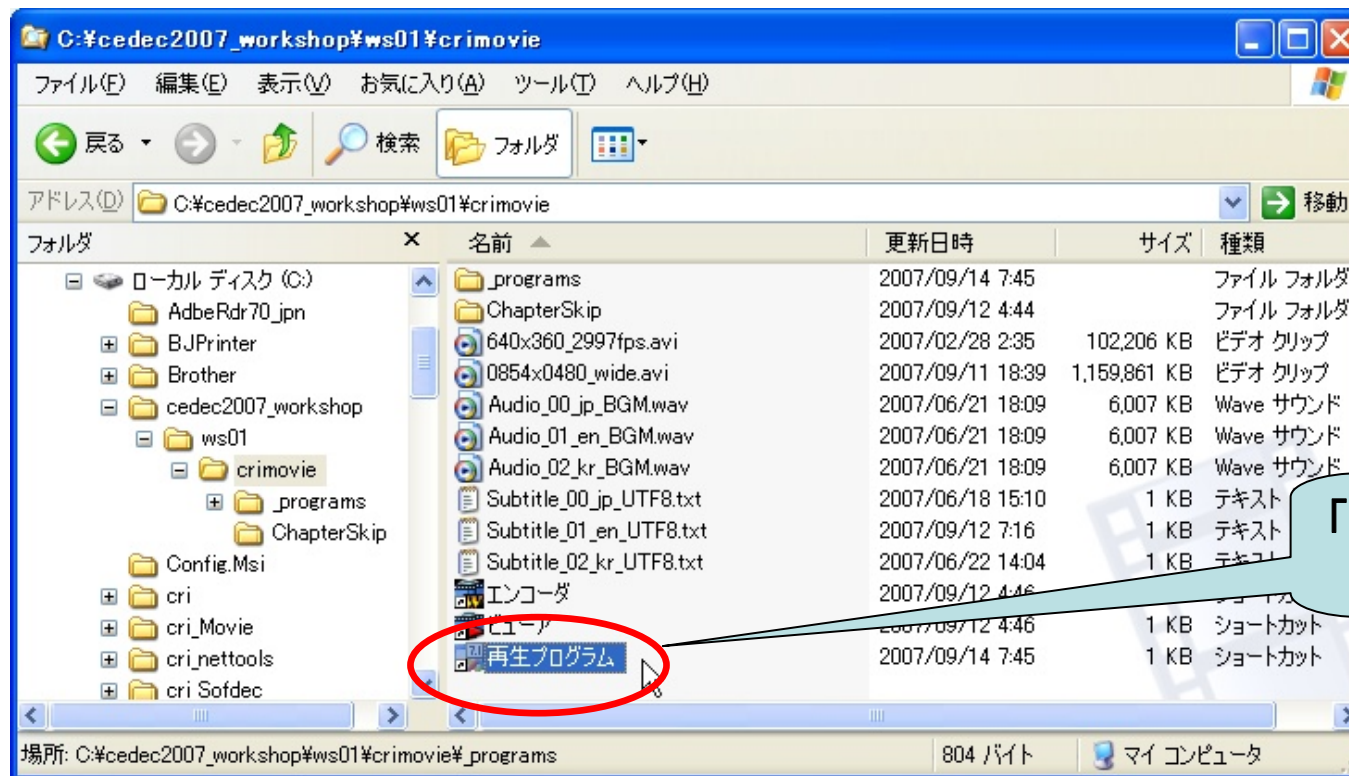 C:¥cedec2007_workshop¥ws01¥crimovie
ファイル(F) 編集(E) 表示(V) お気に入り(A) ツール(T) ヘルプ(H)
戻る 検索 フォルダ
アドレス(D) C:¥cedec2007_workshop¥ws01¥crimovie 移動
フォルダ × 名前 更新日時 サイズ 種類
ローカル ディスク (C:)
AdbeRdr70_jpn
BJPrinter
Brother
cedec2007_workshop
ws01
crimovie
_programs
ChapterSkip
Config.Msi
cri
cri_Movie
cri_nettools
cri Sofdec
_programs 2007/09/14 7:45 ファイル フォルダ
ChapterSkip 2007/09/12 4:44 ファイル フォルダ
640x360_2997fps.avi 2007/02/28 2:35 102,206 KB ビデオ クリップ
0854x0480_wide.avi 2007/09/11 18:39 1,159,861 KB ビデオ クリップ
Audio_00_jp_BGM.wav 2007/06/21 18:09 6,007 KB Wave サウンド
Audio_01_en_BGM.wav 2007/06/21 18:09 6,007 KB Wave サウンド
Audio_02_kr_BGM.wav 2007/06/21 18:09 6,007 KB Wave サウンド
Subtitle_00_jp_UTF8.txt 2007/06/18 15:10 1 KB テキスト
Subtitle_01_en_UTF8.txt 2007/09/12 7:16 1 KB テキスト
Subtitle_02_kr_UTF8.txt 2007/06/22 14:04 1 KB テキスト
エンコーダ 2007/09/12 4:46
ビューア 2007/09/12 4:46 1 KB ショートカット
再生プログラム 2007/09/14 7:45 1 KB ショートカット
「
場所: C:¥cedec2007_workshop¥ws01¥crimovie¥_programs 804 バイト マイ コンピュータ